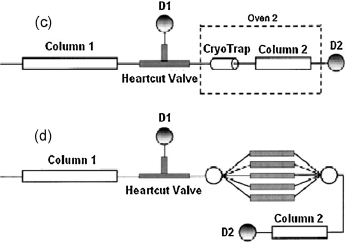 (c)
D1
Oven 2
Column 1
CryoTrap
Column 2
D2
Heartcut Valve
(d)
D1
Column 1
Heartcut Valve
D2
Column 2